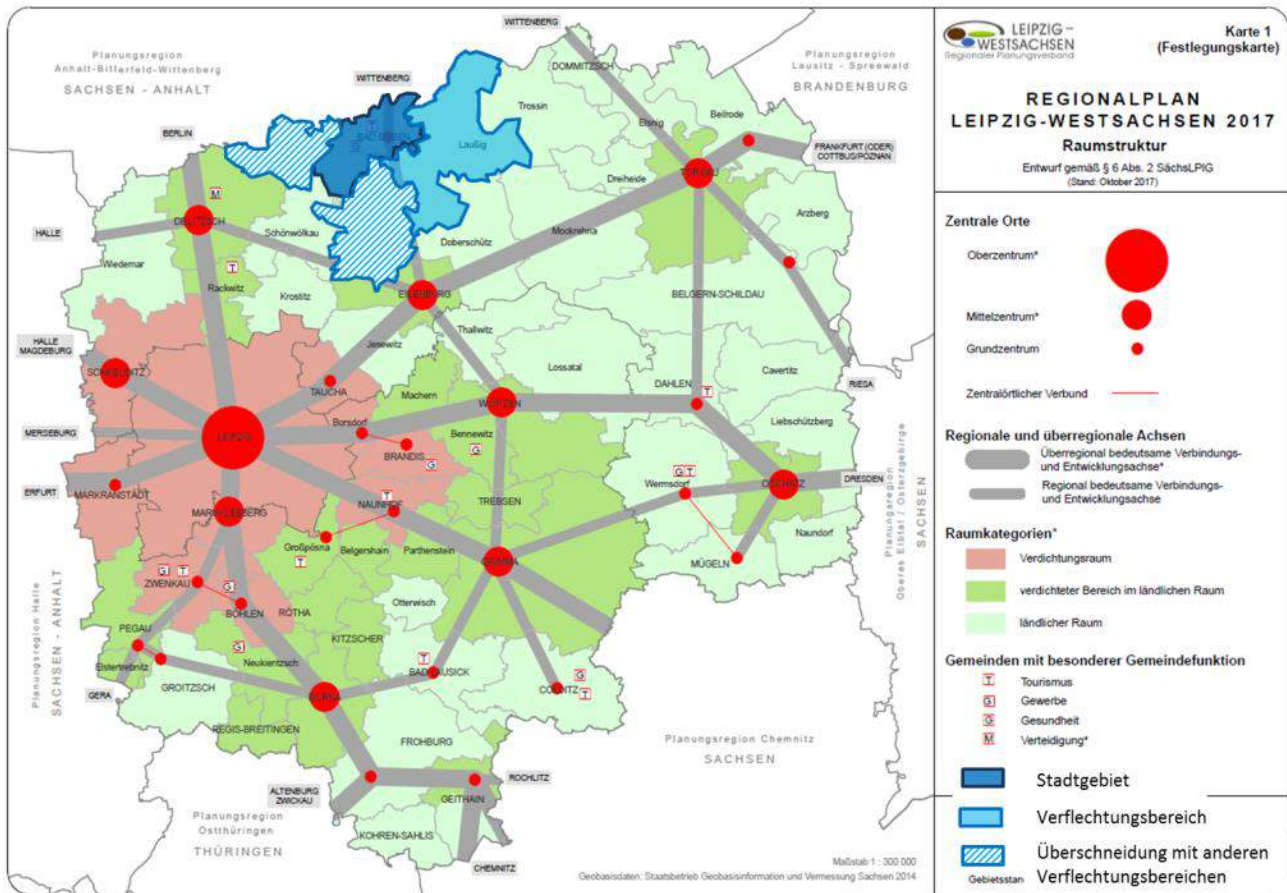 Planungsregion
Anhalt-Bitterfeld-Wittenberg
SACHSEN - ANHALT
WITTENBERG
WITTENBERG
BERLIN
Planungsregion
Lausitz - Spreewald
BRANDENBURG
DOMMITZSCH
Trossin
Elsnig
Beilrode
FRANKFURT (ODER)
COTTBUS/POZNAN
Laußig
TORGAU
Dreiheide
Arzberg
M
DELITZSCH
HALLE
Schönwölkau
Doberschütz
Mockrehna
Wiedemar
T
Rackwitz
Krostitz
EILENBURG
BELGERN-SCHILDAU
HALLE
MAGDEBURG
Jesewitz
Thallwitz
SCHKEUDITZ
Lossatal
Cavertitz
RIESA
TAUCHA
Machern
DAHLEN
T
WURZEN
Liebschützberg
MERSEBURG
LEIPZIG
Borsdorf
Bennewitz
BRANDIS
G
G
ERFURT
MARKRANSTÄDT
G
T
Wermsdorf
OSCHATZ
DRESDEN
T
NAUNHOF
TREBSEN
MARKKLEEBERG
Naundorf
Großpösna
Belgershain
Parthenstein
T
GRIMMA
MÜGELN
Planungsregion
Oberes Elbtal / Osterzgebirge
SACHSEN
Planungsregion Halle
SACHSEN - ANHALT
G
T
ZWENKAU
G
BÖHLEN
RÖTHA
Otterwisch
PEGAU
KITZSCHER
G
Neukieritzsch
Elstertrebnitz
GROITZSCH
T
BAD LAUSICK
G
COLDITZ
T
GERA
BORNA
REGIS-BREITINGEN
FROHBURG
Planungsregion Chemnitz
SACHSEN
ROCHLITZ
ALTENBURG
ZWICKAU
GEITHAIN
Planungsregion
Ostthüringen
THÜRINGEN
KOHREN-SAHLIS
CHEMNITZ
Maßstab 1 : 300 000
Geobasisdaten: Staatsbetrieb Geobasisinformation und Vermessung Sachsen 2014
LEIPZIG –
WESTSACHSEN
Regionaler Planungsverband
Karte 1
(Festlegungskarte)
REGIONALPLAN
LEIPZIG-WESTSACHSEN 2017
Raumstruktur
Entwurf gemäß § 6 Abs. 2 SächsLPlG
(Stand: Oktober 2017)
Zentrale Orte
Oberzentrum*
Mittelzentrum*
Grundzentrum
Zentralörtlicher Verbund
Regionale und überregionale Achsen
Überregional bedeutsame Verbindungs-
und Entwicklungsachse*
Regional bedeutsame Verbindungs-
und Entwicklungsachse
Raumkategorien*
Verdichtungsraum
verdichteter Bereich im ländlichen Raum
ländlicher Raum
Gemeinden mit besonderer Gemeindefunktion
T Tourismus
G Gewerbe
G Gesundheit
M Verteidigung*
Stadtgebiet
Verflechtungsbereich
Überschneidung mit anderen
Gebietsstan Verflechtungsbereichen